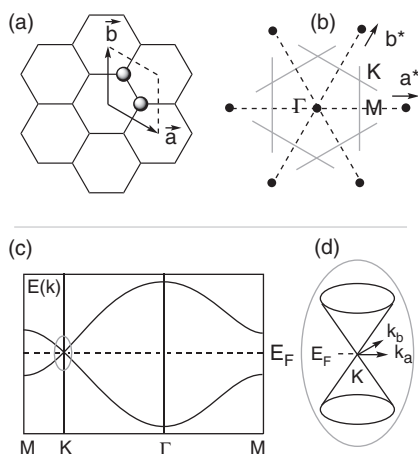 (a)
b
a
(b)
b*
K
a*
Γ
M
(c)
E(k)
E_F
M K Γ M
(d)
k_b
E_F
k_a
K